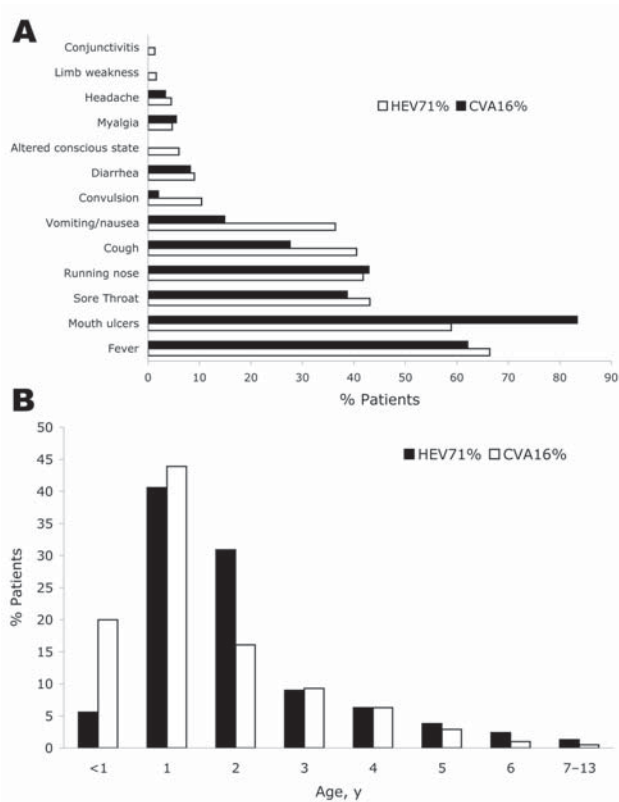 A
Conjunctivitis
Limb weakness
Headache
HEV71% CVA16%
Myalgia
Altered conscious state
Diarrhea
Convulsion
Vomiting/nausea
Cough
Running nose
Sore Throat
Mouth ulcers
Fever
0 10 20 30 40 50 60 70 80 90
% Patients
B
50
HEV71% CVA16%
45
40
35
30
25
20
15
10
5
0
% Patients
<1 1 2 3 4 5 6 7–13
Age, y